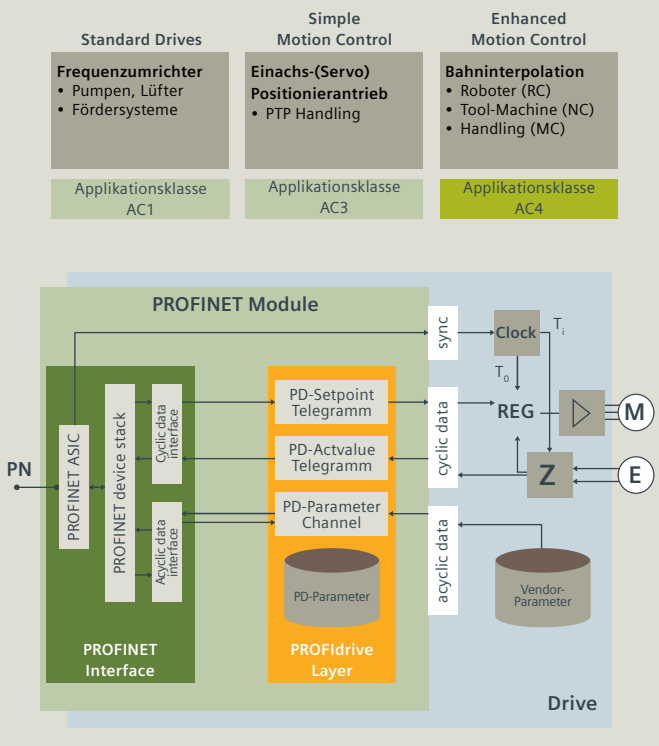 Standard Drives
Simple
Motion Control
Enhanced
Motion Control
Frequenzumrichter
• Pumpen, Lüfter
• Fördersysteme
Einachs-(Servo)
Positionierantrieb
• PTP Handling
Bahninterpolation
• Roboter (RC)
• Tool-Machine (NC)
• Handling (MC)
Applikationsklasse
AC1
Applikationsklasse
AC3
Applikationsklasse
AC4
PROFINET Module
sync
Clock
Ti
T0
PN
PROFINET ASIC
PROFINET device stack
Cyclic data
interface
Acyclic data
interface
PROFINET
Interface
PD-Setpoint
Telegramm
PD-Actvalue
Telegramm
PD-Parameter
Channel
PD-Parameter
PROFIdrive
Layer
cyclic data
acyclic data
REG
M
Z
E
Vendor-
Parameter
Drive